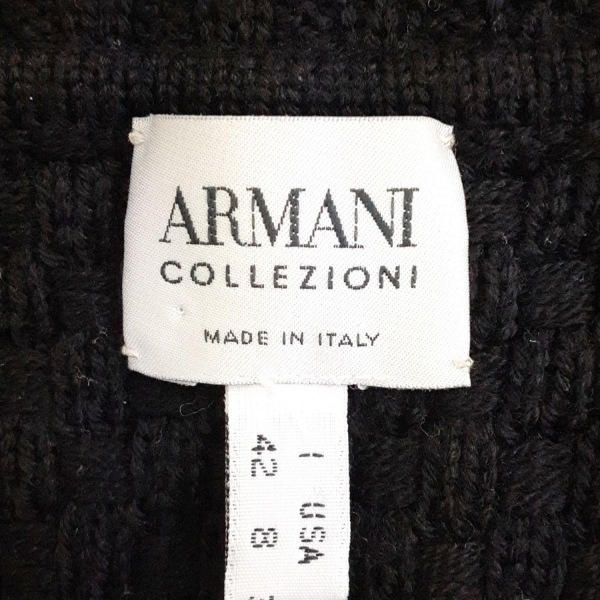 ARMANI
COLLEZIONI
MADE IN ITALY
I USA
42 8